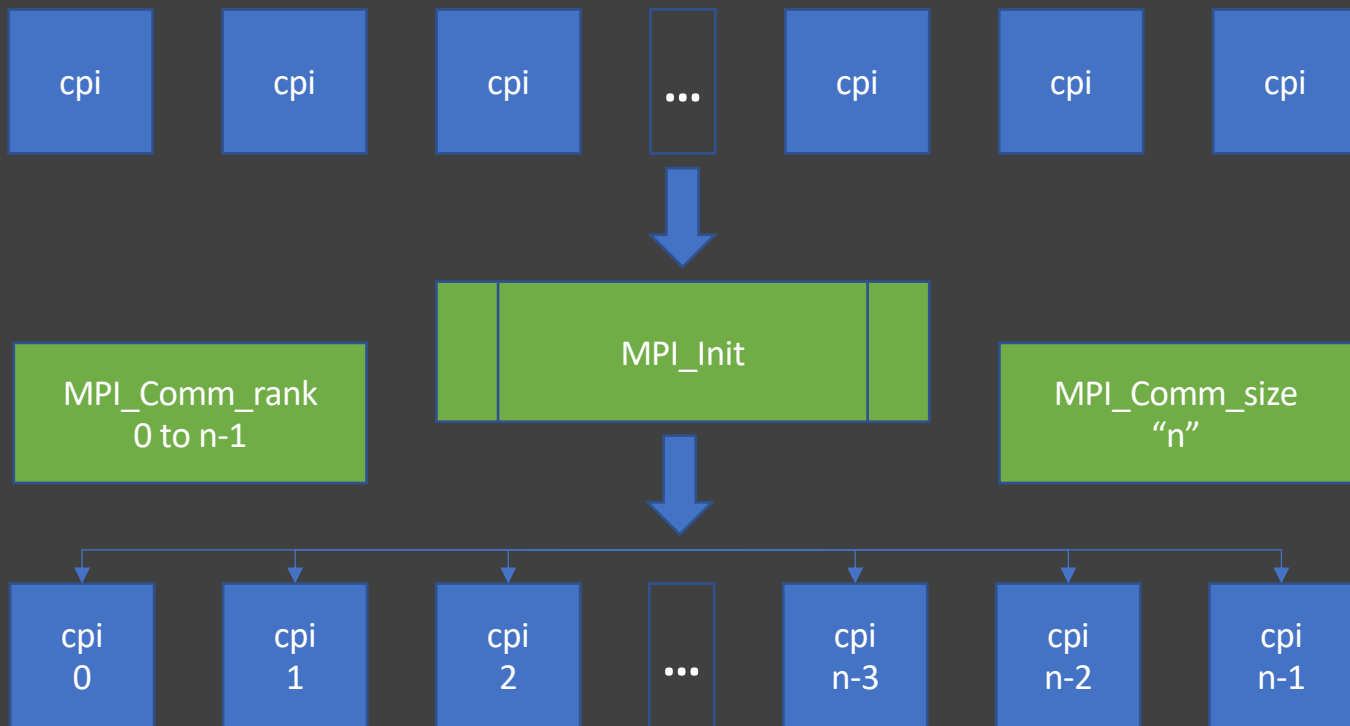 cpi
cpi
cpi
...
cpi
cpi
cpi
MPI_Init
MPI_Comm_rank
0 to n-1
MPI_Comm_size
“n”
cpi
0
cpi
1
cpi
2
...
cpi
n-3
cpi
n-2
cpi
n-1